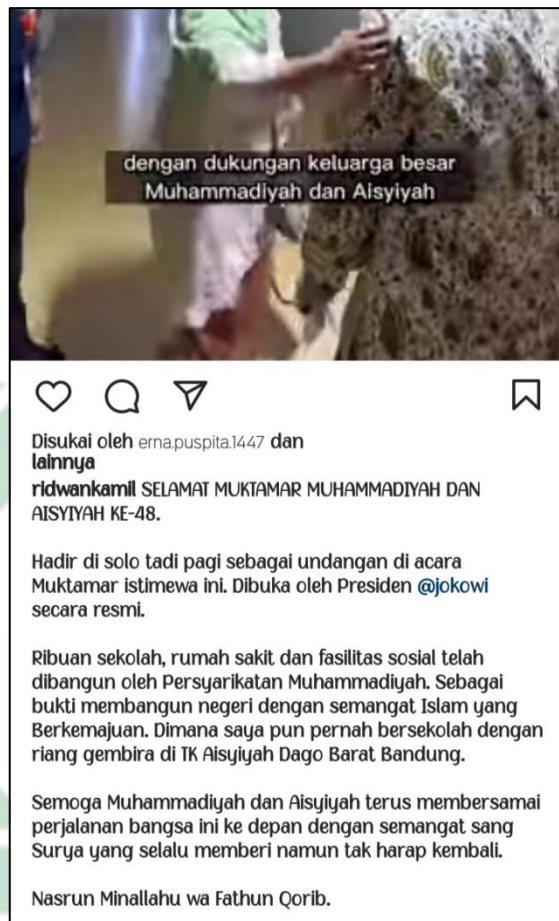 dengan dukungan keluarga besar
Muhammadiyah dan Aisyiyah
Disukai oleh erna.puspita.1447 dan
lainnya
ridwankamil SELAMAT MUKTAMAR MUHAMMADIYAH DAN
AISYIYAH KE-48.
Hadir di solo tadi pagi sebagai undangan di acara
Muktamar istimewa ini. Dibuka oleh Presiden @jokowi
secara resmi.
Ribuan sekolah, rumah sakit dan fasilitas sosial telah
dibangun oleh Persyarikatan Muhammadiyah. Sebagai
bukti membangun negeri dengan semangat Islam yang
Berkemajuan. Dimana saya pun pernah bersekolah dengan
riang gembira di TK Aisyiyah Dago Barat Bandung.
Semoga Muhammadiyah dan Aisyiyah terus membersamai
perjalanan bangsa ini ke depan dengan semangat sang
Surya yang selalu memberi namun tak harap kembali.
Nasrun Minallahu wa Fathun Qorib.